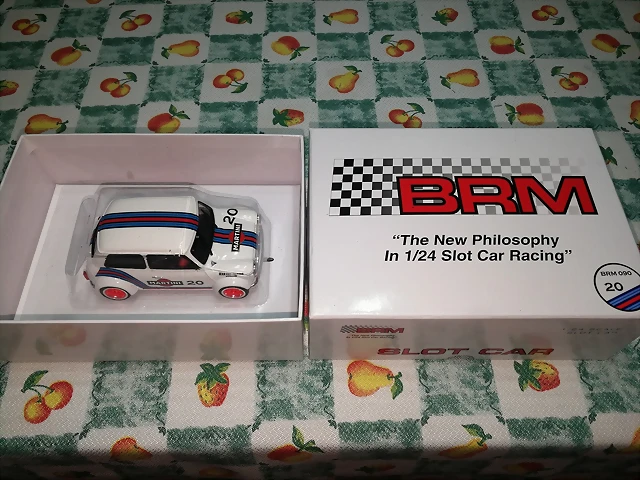 BRM
“The New Philosophy
In 1/24 Slot Car Racing”
BRM 090
20
BRM
SLOT CAR
20
MARTINI
MARTINI 20